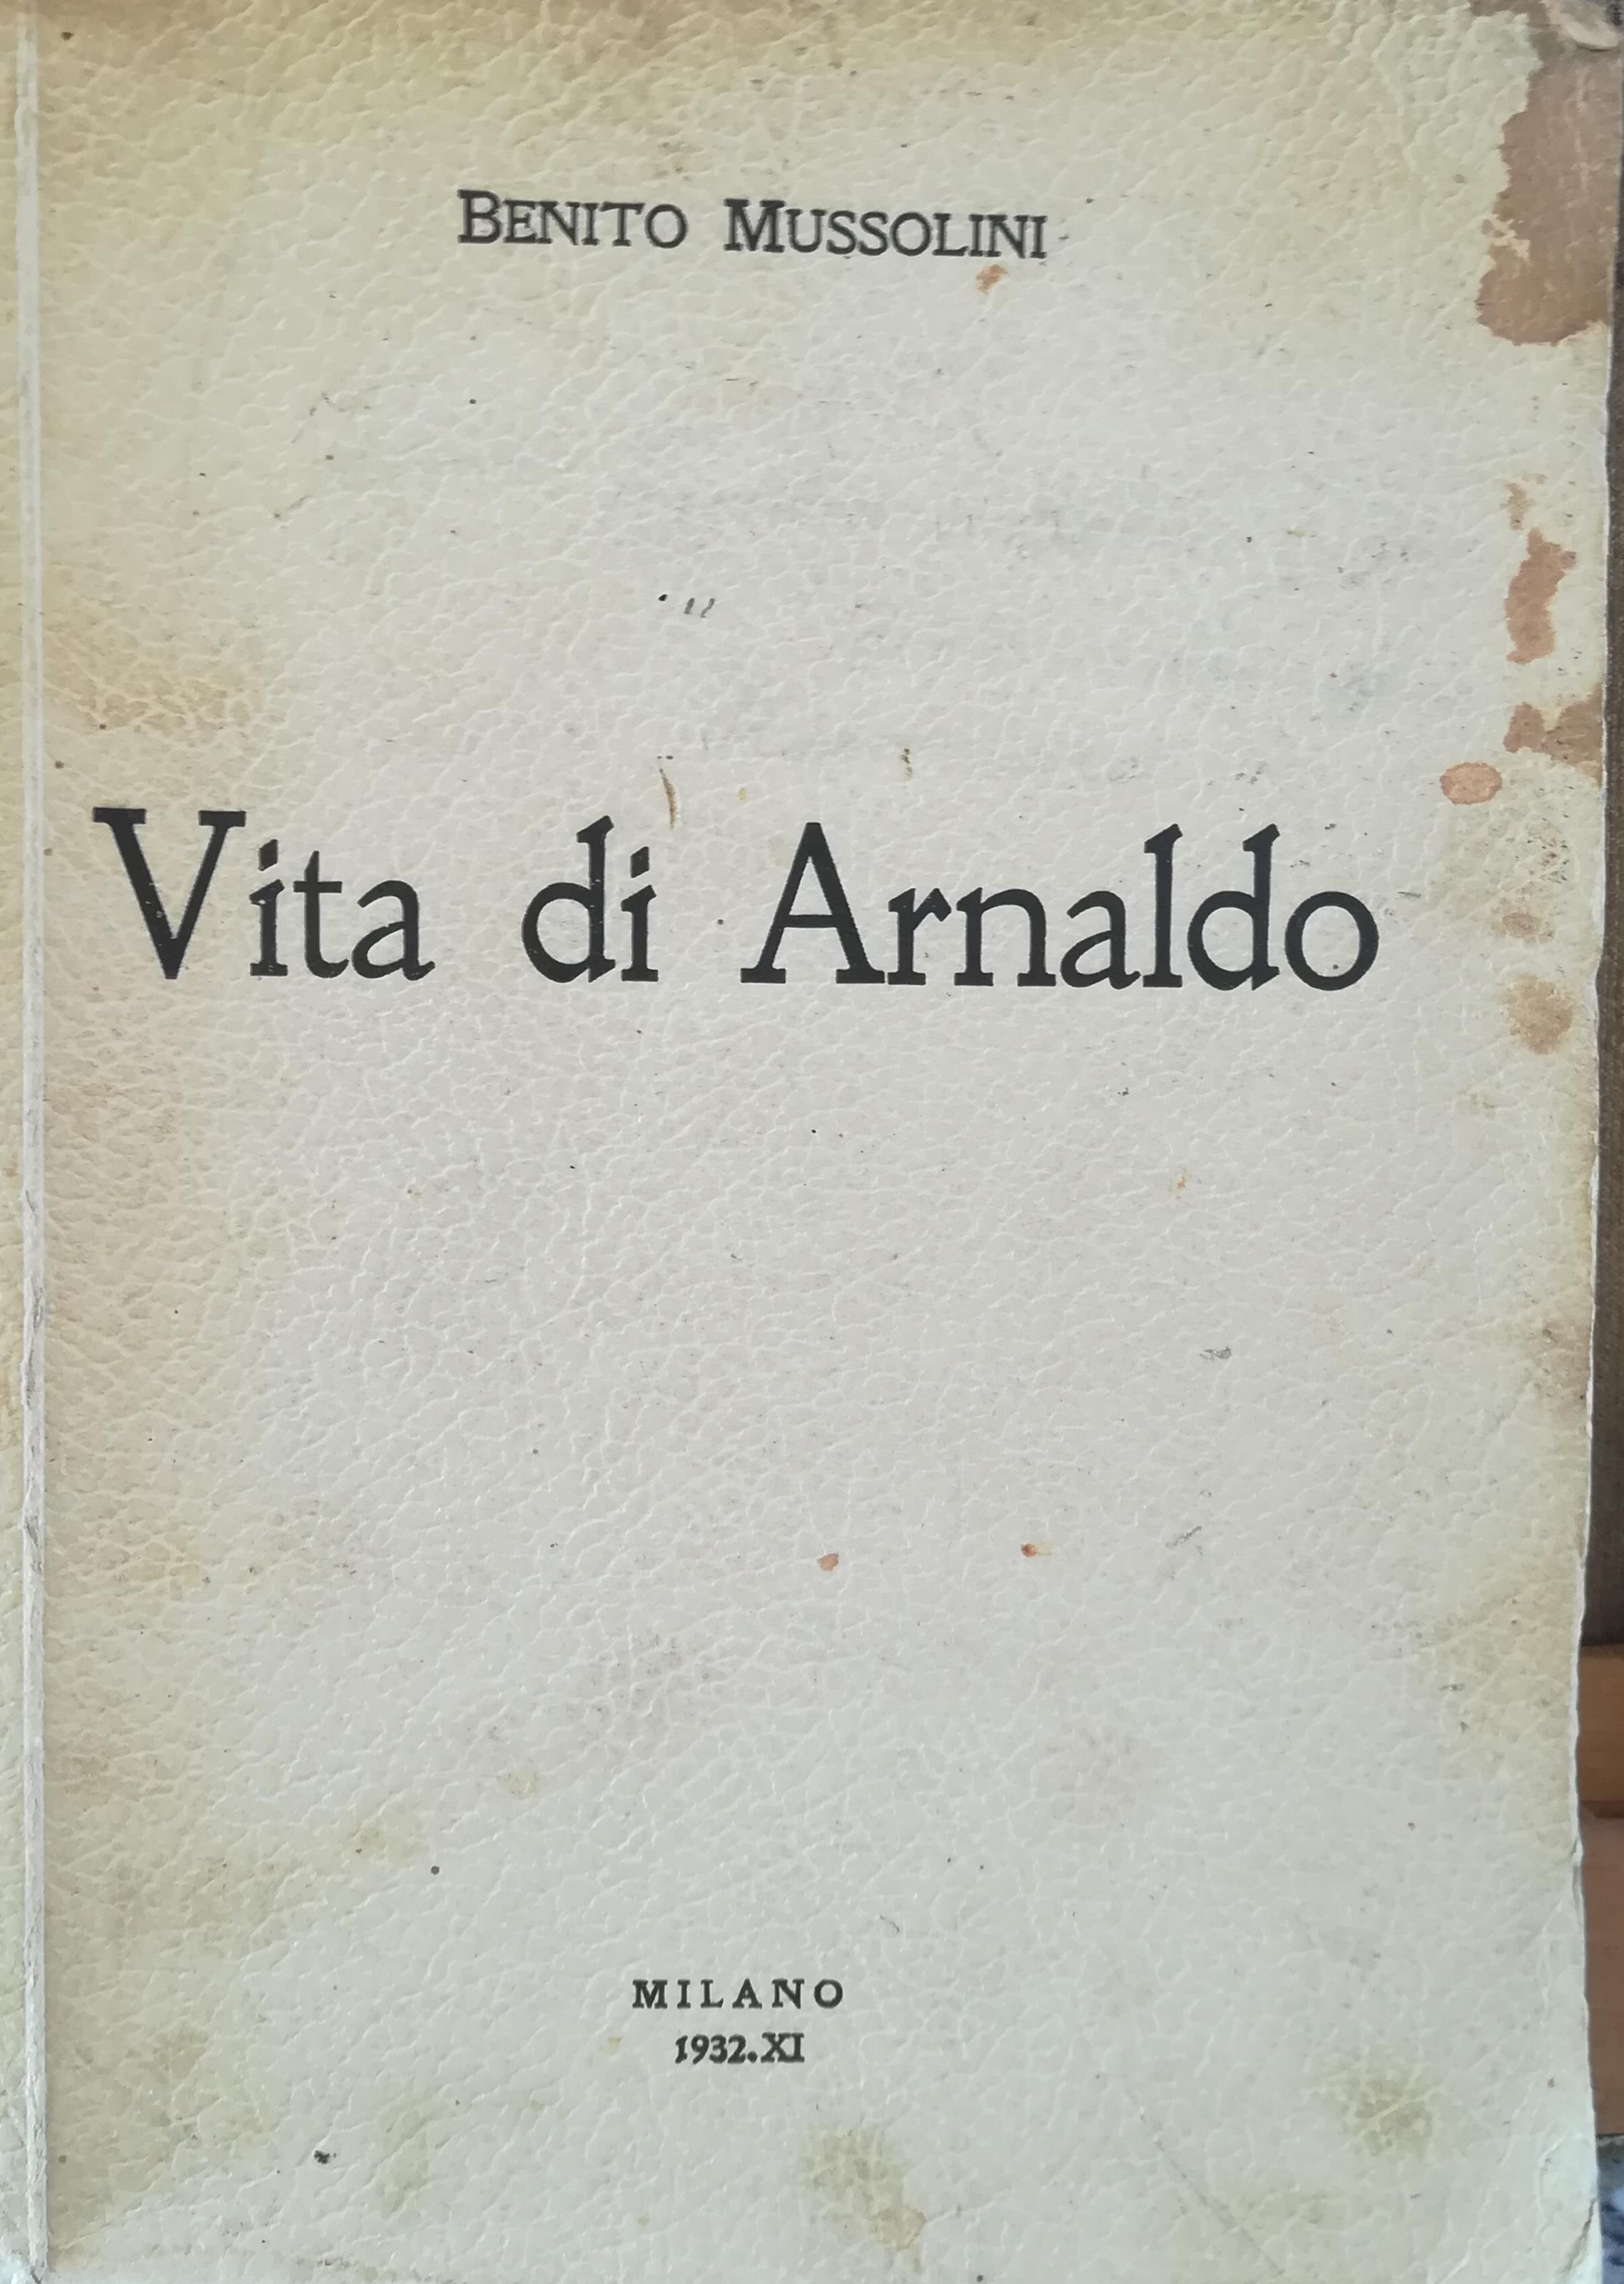 BENITO MUSSOLINI
Vita di Arnaldo
MILANO
1932.XI